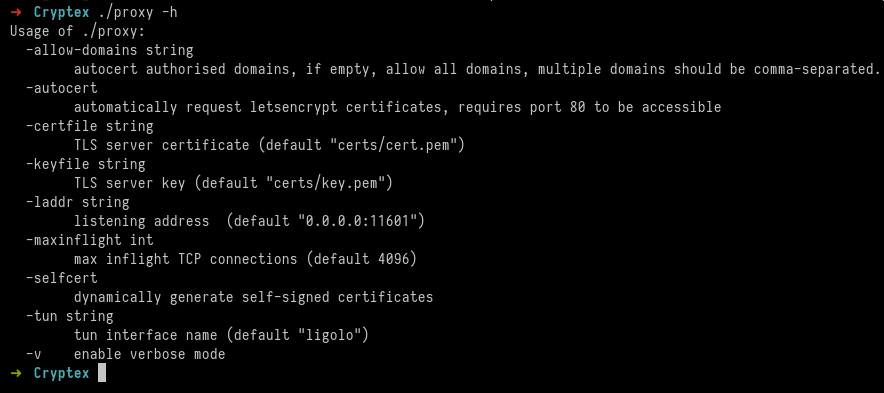 → Cryptex ./proxy -h
Usage of ./proxy:
  -allow-domains string
        autocert authorised domains, if empty, allow all domains, multiple domains should be comma-separated.
  -autocert
        automatically request letsencrypt certificates, requires port 80 to be accessible
  -certfile string
        TLS server certificate (default "certs/cert.pem")
  -keyfile string
        TLS server key (default "certs/key.pem")
  -laddr string
        listening address  (default "0.0.0.0:11601")
  -maxinflight int
        max inflight TCP connections (default 4096)
  -selfcert
        dynamically generate self-signed certificates
  -tun string
        tun interface name (default "ligolo")
  -v    enable verbose mode
→ Cryptex